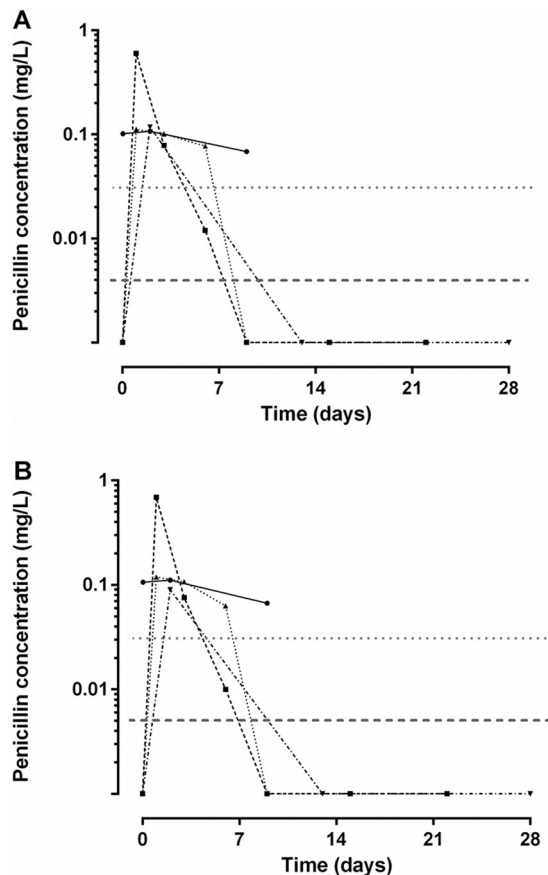 A
Penicillin concentration (mg/L)
1
0.1
0.01
0
7
14
21
28
Time (days)
B
Penicillin concentration (mg/L)
1
0.1
0.01
0
7
14
21
28
Time (days)